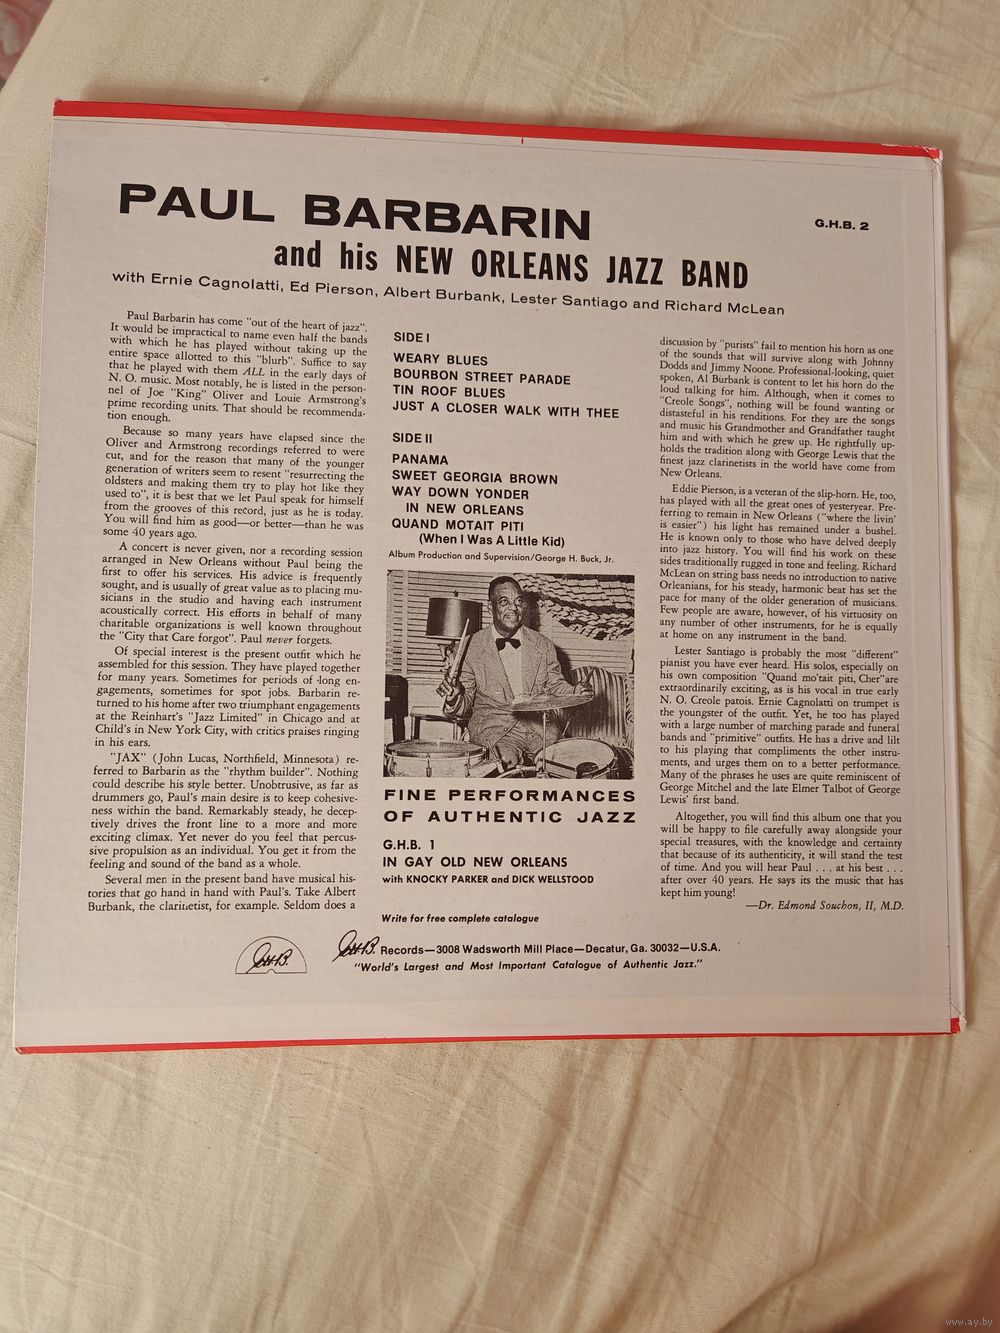 PAUL BARBARIN
G.H.B. 2
and his NEW ORLEANS JAZZ BAND
with Ernie Cagnolatti, Ed Pierson, Albert Burbank, Lester Santiago and Richard McLean
Paul Barbarin has come "out of the heart of jazz".
It would be impractical to name even half the bands
with which he has played without taking up the
entire space allotted to this "blurb". Suffice to say
that he played with them ALL in the early days of
N. O. music. Most notably, he is listed in the person-
nel of Joe "King" Oliver and Louie Armstrong's
prime recording units. That should be recommenda-
tion enough.
Because so many years have elapsed since the
Oliver and Armstrong recordings referred to were
cut, and for the reason that many of the younger
generation of writers seem to resent "resurrecting the
oldsters and making them try to play hot like they
used to", it is best that we let Paul speak for himself
from the grooves of this record, just as he is today.
You will find him as good—or better—than he was
some 40 years ago.
A concert is never given, nor a recording session
arranged in New Orleans without Paul being the
first to offer his services. His advice is frequently
sought, and is usually of great value as to placing mu-
sicians in the studio and having each instrument
acoustically correct. His efforts in behalf of many
charitable organizations is well known throughout
the "City that Care forgot". Paul never forgets.
Of special interest is the present outfit which he
assembled for this session. They have played together
for many years. Sometimes for periods of long en-
gagements, sometimes for spot jobs. Barbarin re-
turned to his home after two triumphant engagements
at the Reinhart's "Jazz Limited" in Chicago and at
Child's in New York City, with critics praises ringing
in his ears.
"JAX" (John Lucas, Northfield, Minnesota) re-
ferred to Barbarin as the "rhythm builder". Nothing
could describe his style better. Unobtrusive, as far as
drummers go, Paul's main desire is to keep cohesive-
ness within the band. Remarkably steady, he decep-
tively drives the front line to a more and more
exciting climax. Yet never do you feel that percus-
sive propulsion as an individual. You get it from the
feeling and sound of the band as a whole.
Several men in the present band have musical his-
tories that go hand in hand with Paul's. Take Albert
Burbank, the clarinetist, for example. Seldom does a
SIDE I
WEARY BLUES
BOURBON STREET PARADE
TIN ROOF BLUES
JUST A CLOSER WALK WITH THEE
SIDE II
PANAMA
SWEET GEORGIA BROWN
WAY DOWN YONDER
IN NEW ORLEANS
QUAND MOTAIT PITI
(When I Was A Little Kid)
Album Production and Supervision/George H. Buck, Jr.
FINE PERFORMANCES
OF AUTHENTIC JAZZ
G.H.B. 1
IN GAY OLD NEW ORLEANS
with KNOCKY PARKER and DICK WELLSTOOD
Write for free complete catalogue
discussion by "purists" fail to mention his horn as one
of the sounds that will survive along with Johnny
Dodds and Jimmy Noone. Professional-looking, quiet
spoken, Al Burbank is content to let his horn do the
loud talking for him. Although, when it comes to
"Creole Songs", nothing will be found wanting or
distasteful in his renditions. For they are the songs
and music his Grandmother and Grandfather taught
him and with which he grew up. He rightfully up-
holds the tradition along with George Lewis that the
finest jazz clarinetists in the world have come from
New Orleans.
Eddie Pierson, is a veteran of the slip-horn. He, too,
has played with all the great ones of yesteryear. Pre-
ferring to remain in New Orleans ("where the livin'
is easier") his light has remained under a bushel.
He is known only to those who have delved deeply
into jazz history. You will find his work on these
sides traditionally rugged in tone and feeling. Richard
McLean on string bass needs no introduction to native
Orleanians, for his steady, harmonic beat has set the
pace for many of the older generation of musicians.
Few people are aware, however, of his virtuosity on
any number of other instruments, for he is equally
at home on any instrument in the band.
Lester Santiago is probably the most "different"
pianist you have ever heard. His solos, especially on
his own composition "Quand mo'tait piti, Cher"are
extraordinarily exciting, as is his vocal in true early
N. O. Creole patois. Ernie Cagnolatti on trumpet is
the youngster of the outfit. Yet, he too has played
with a large number of marching parade and funeral
bands and "primitive" outfits. He has a drive and lilt
to his playing that compliments the other instru-
ments, and urges them on to a better performance.
Many of the phrases he uses are quite reminiscent of
George Mitchel and the late Elmer Talbot of George
Lewis' first band.
Altogether, you will find this album one that you
will be happy to file carefully away alongside your
special treasures, with the knowledge and certainty
that because of its authenticity, it will stand the test
of time. And you will hear Paul . . . at his best . . .
after over 40 years. He says its the music that has
kept him young!
—Dr. Edmond Souchon, II, M.D.
G.H.B.
G.H.B. Records—3008 Wadsworth Mill Place—Decatur, Ga. 30032—U.S.A.
"World's Largest and Most Important Catalogue of Authentic Jazz."
www.ay.by